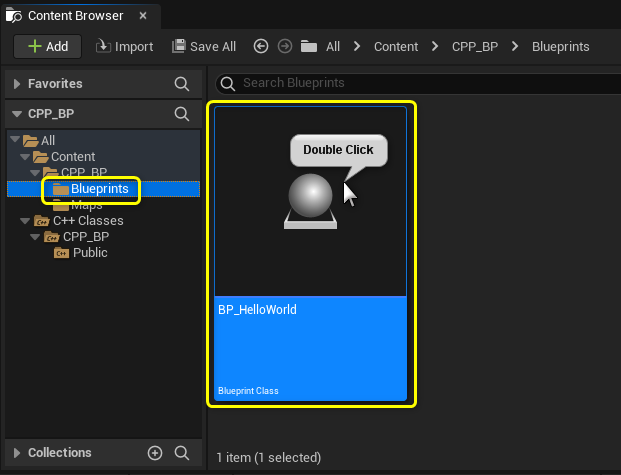 Content Browser
Add
Import
Save All
All
Content
CPP_BP
Blueprints
Favorites
Search Blueprints
CPP_BP
All
Content
CPP_BP
Blueprints
Maps
C++ Classes
CPP_BP
Public
Double Click
BP_HelloWorld
Blueprint Class
Collections
1 item (1 selected)